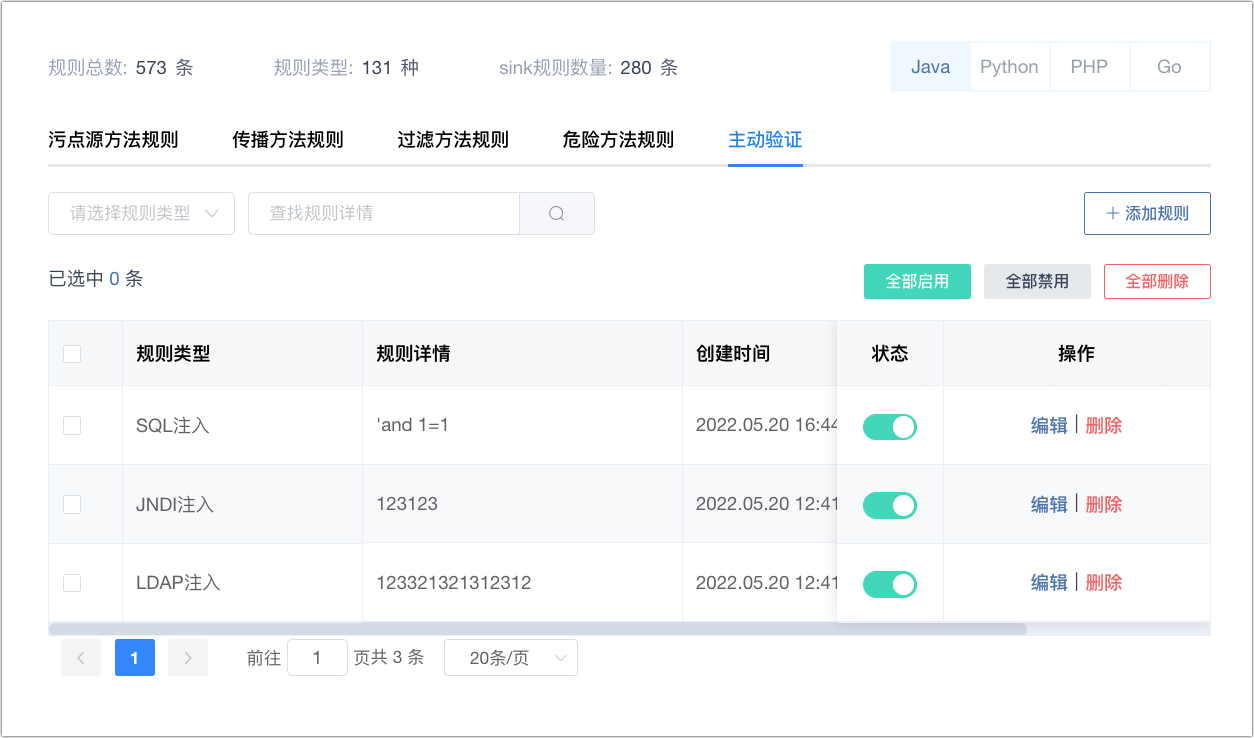 规则总数: 573 条 规则类型: 131 种 sink规则数量: 280 条 Java Python PHP Go
污点源方法规则 传播方法规则 过滤方法规则 危险方法规则 主动验证
请选择规则类型 查找规则详情 添加规则
已选中 0 条 全部启用 全部禁用 全部删除
规则类型 规则详情 创建时间 状态 操作
SQL注入 'and 1=1 2022.05.20 16:44 编辑 | 删除
JNDI注入 123123 2022.05.20 12:41 编辑 | 删除
LDAP注入 123321321312312 2022.05.20 12:41 编辑 | 删除
1 前往 1 页共 3 条 20条/页